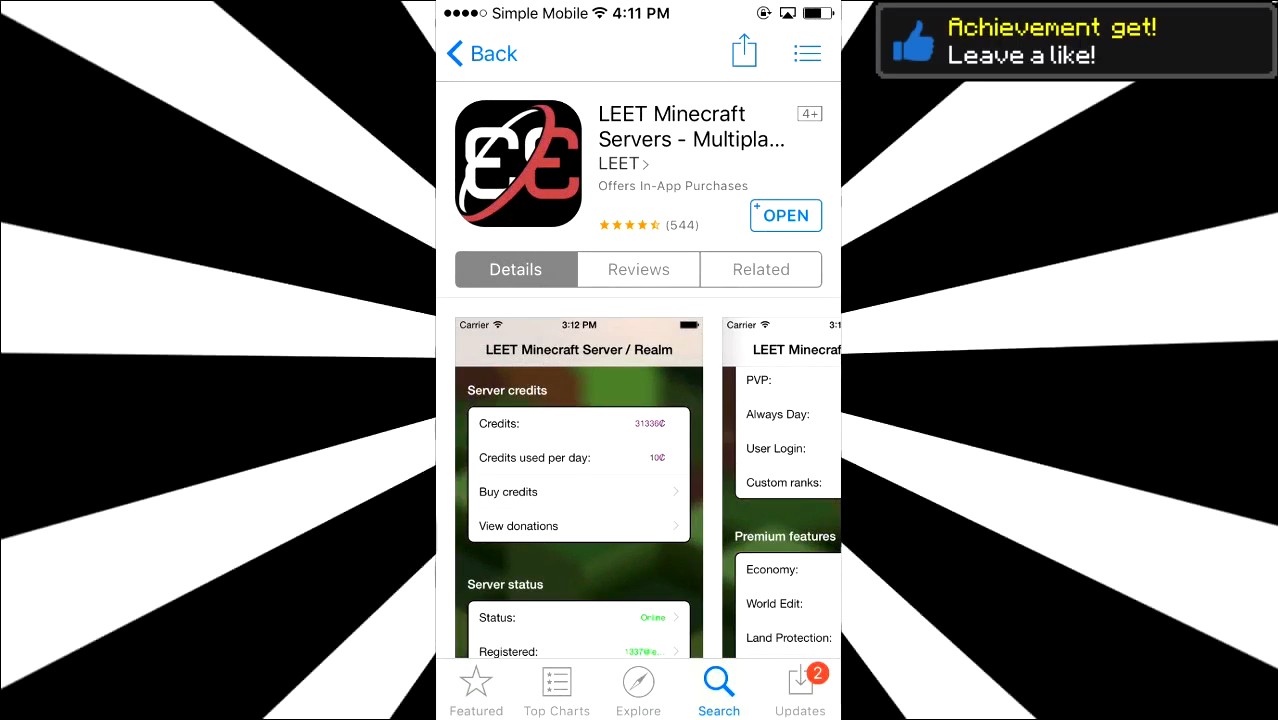 ●●●●○ Simple Mobile 4:11 PM
Achievement get!
Leave a like!
Back
LEET Minecraft
Servers - Multipla...
4+
LEET >
Offers In-App Purchases
(544)
+ OPEN
Details Reviews Related
Carrier 3:12 PM
LEET Minecraft Server / Realm
Server credits
Credits: 31336₡
Credits used per day: 10₡
Buy credits
View donations
Server status
Status: Online
Registered: 1337@e...
Carrier 3:1
LEET Minecraf
PVP:
Always Day:
User Login:
Custom ranks:
Premium features
Economy:
World Edit:
Land Protection:
Featured Top Charts Explore Search Updates
2